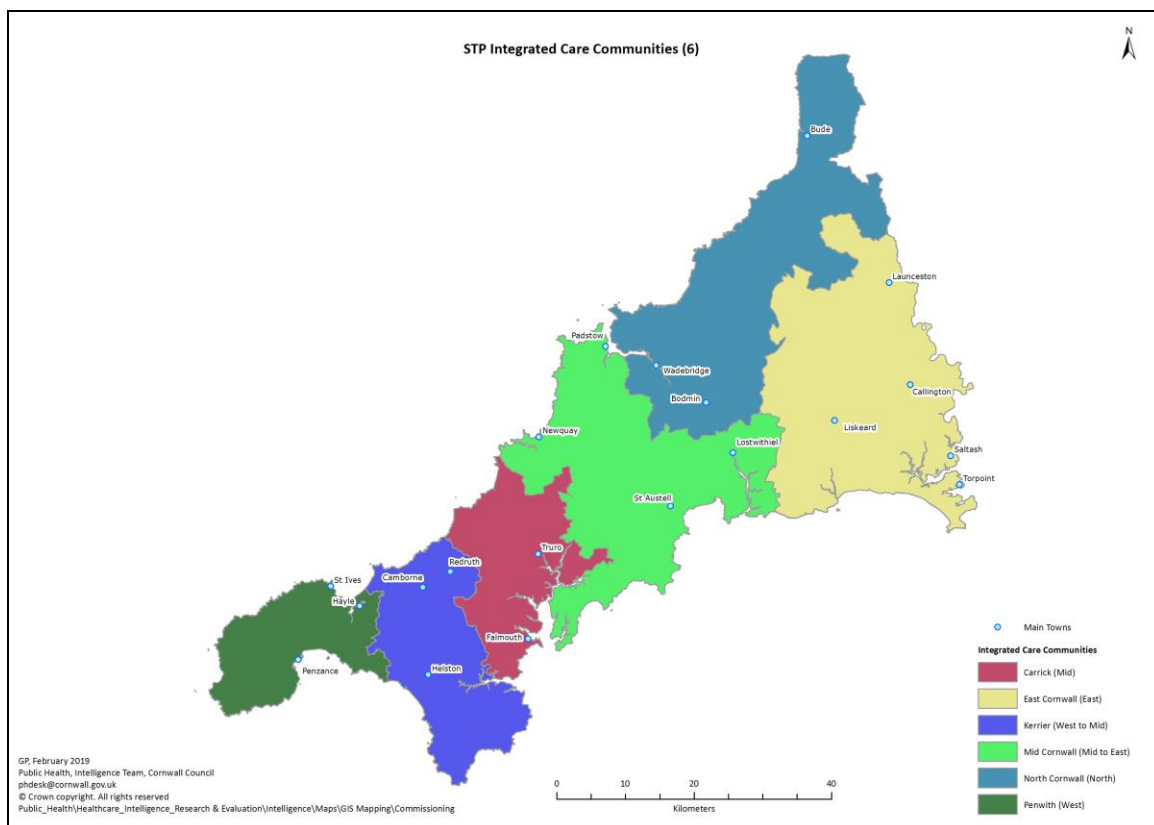 STP Integrated Care Communities (6)
N
Bude
Launceston
Padstow
Wadebridge
Callington
Bodmin
Liskeard
Newquay
Lostwithiel
Saltash
Torpoint
St Austell
Truro
Redruth
Camborne
St Ives
Hayle
Falmouth
Penzance
Helston
Main Towns
Integrated Care Communities
Carrick (Mid)
East Cornwall (East)
Kerrier (West to Mid)
Mid Cornwall (Mid to East)
North Cornwall (North)
Penwith (West)
GP, February 2019
Public Health, Intelligence Team, Cornwall Council
phdesk@cornwall.gov.uk
© Crown copyright. All rights reserved
Public_Health\Healthcare_Intelligence_Research & Evaluation\Intelligence\Maps\GIS Mapping\Commissioning
0 10 20 40
Kilometers